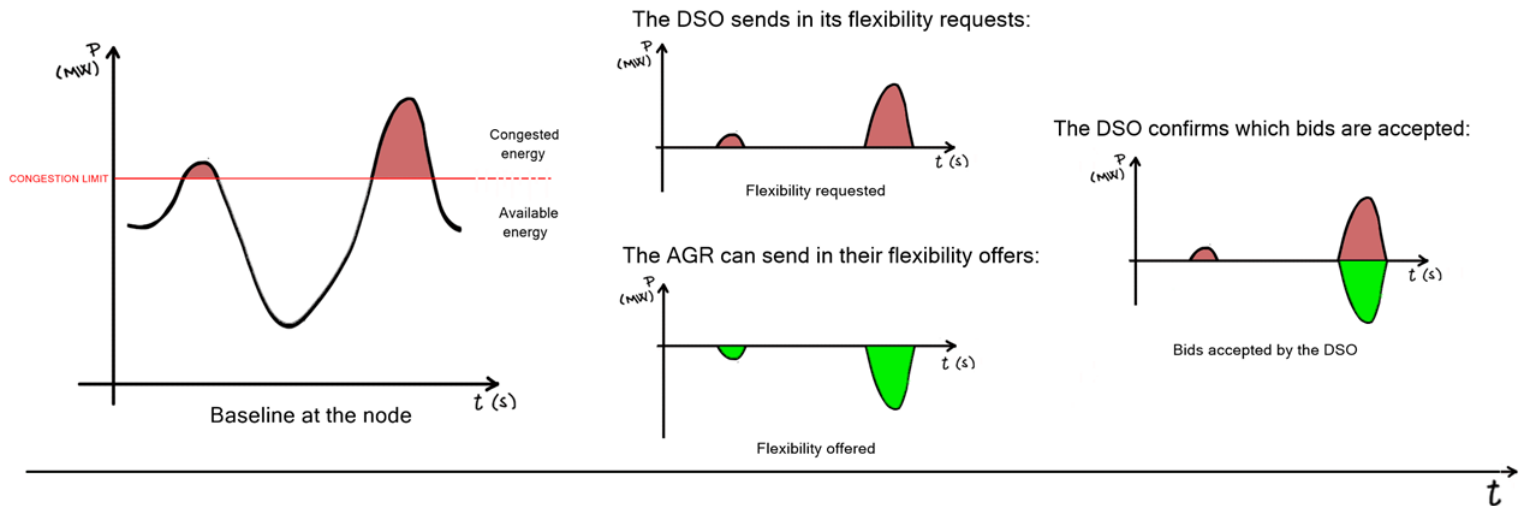 P
(MW)
CONGESTION LIMIT
Congested
energy
Available
energy
t (s)
Baseline at the node
The DSO sends in its flexibility requests:
P
(MW)
t (s)
Flexibility requested
The AGR can send in their flexibility offers:
P
(MW)
t (s)
Flexibility offered
The DSO confirms which bids are accepted:
P
(MW)
t (s)
Bids accepted by the DSO
t